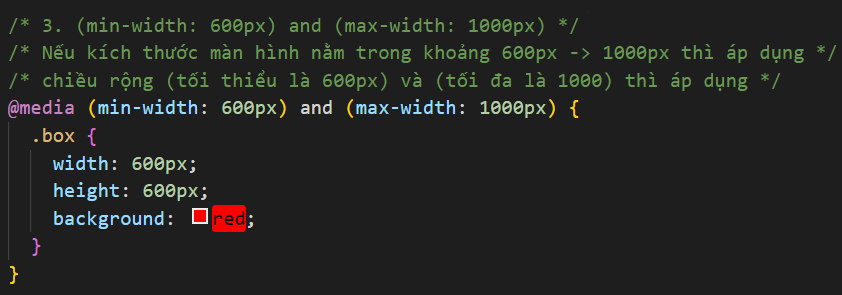 /* 3. (min-width: 600px) and (max-width: 1000px) */
/* Nếu kích thước màn hình nằm trong khoảng 600px -> 1000px thì áp dụng */
/* chiều rộng (tối thiểu là 600px) và (tối đa là 1000) thì áp dụng */
@media (min-width: 600px) and (max-width: 1000px) {
.box {
width: 600px;
height: 600px;
background: red;
}
}